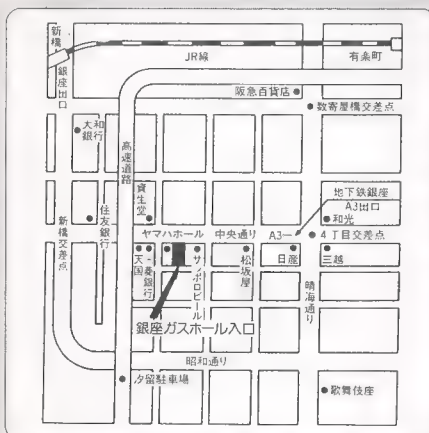 新橋
銀座出口
JR線
有楽町
阪急百貨店
数寄屋橋交差点
大和銀行
高速道路
資生堂
地下鉄銀座
A3出口
和光
新橋交差点
住友銀行
ヤマハホール
中央通り
A3
4丁目交差点
天国
銀行
サッポロビール
松坂屋
日産
三越
晴海通り
銀座ガスホール入口
昭和通り
汐留駐車場
歌舞伎座